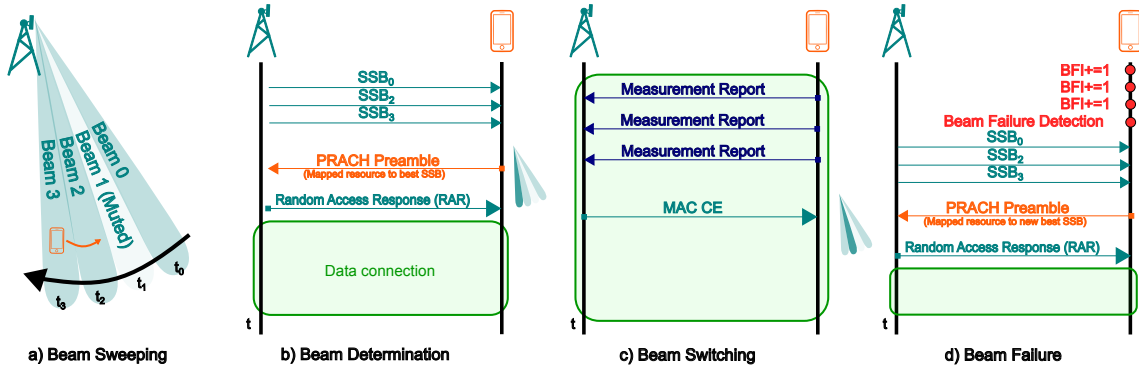 Beam 0
Beam 1 (Muted)
Beam 2
Beam 3
t0
t1
t2
t3
a) Beam Sweeping
SSB0
SSB2
SSB3
PRACH Preamble
(Mapped resource to best SSB)
Random Access Response (RAR)
Data connection
t
b) Beam Determination
Measurement Report
Measurement Report
Measurement Report
MAC CE
t
c) Beam Switching
BFI+=1
BFI+=1
BFI+=1
Beam Failure Detection
SSB0
SSB2
SSB3
PRACH Preamble
(Mapped resource to new best SSB)
Random Access Response (RAR)
t
d) Beam Failure